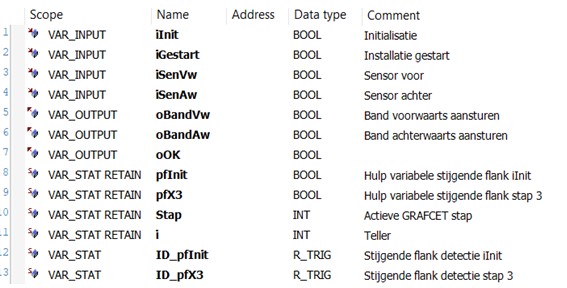 Scope Name Address Data type Comment
1 VAR_INPUT iInit BOOL Initialisatie
2 VAR_INPUT iGestart BOOL Installatie gestart
3 VAR_INPUT iSenVw BOOL Sensor voor
4 VAR_INPUT iSenAw BOOL Sensor achter
5 VAR_OUTPUT oBandVw BOOL Band voorwaarts aansturen
6 VAR_OUTPUT oBandAw BOOL Band achterwaarts aansturen
7 VAR_OUTPUT oOK BOOL
8 VAR_STAT RETAIN pfInit BOOL Hulp variabele stijgende flank iInit
9 VAR_STAT RETAIN pfX3 BOOL Hulp variabele stijgende flank stap 3
10 VAR_STAT RETAIN Stap INT Actieve GRAFCET stap
11 VAR_STAT RETAIN i INT Teller
12 VAR_STAT ID_pfInit R_TRIG Stijgende flank detectie iInit
13 VAR_STAT ID_pfX3 R_TRIG Stijgende flank detectie stap 3